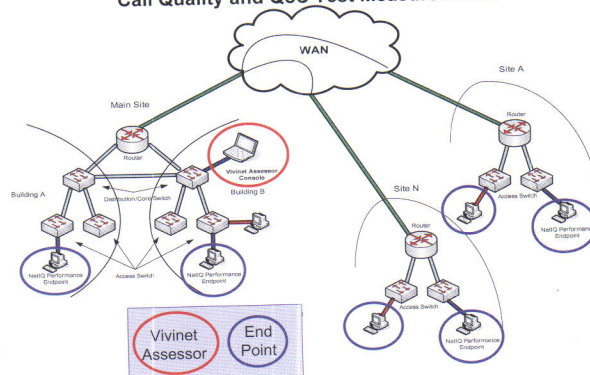 Call Quality and QoS Test
WAN
Site A
Main Site
Router
Router
Vivinet Assessor
Console
Building A
Distribution/Core Switch
Building B
Access Switch
Site N
Router
NetIQ Performance
Endpoint
NetIQ Performance
Endpoint
Access Switch
NetIQ Performance
Endpoint
Access Switch
NetIQ Performance
Endpoint
Vivinet
Assessor
End
Point